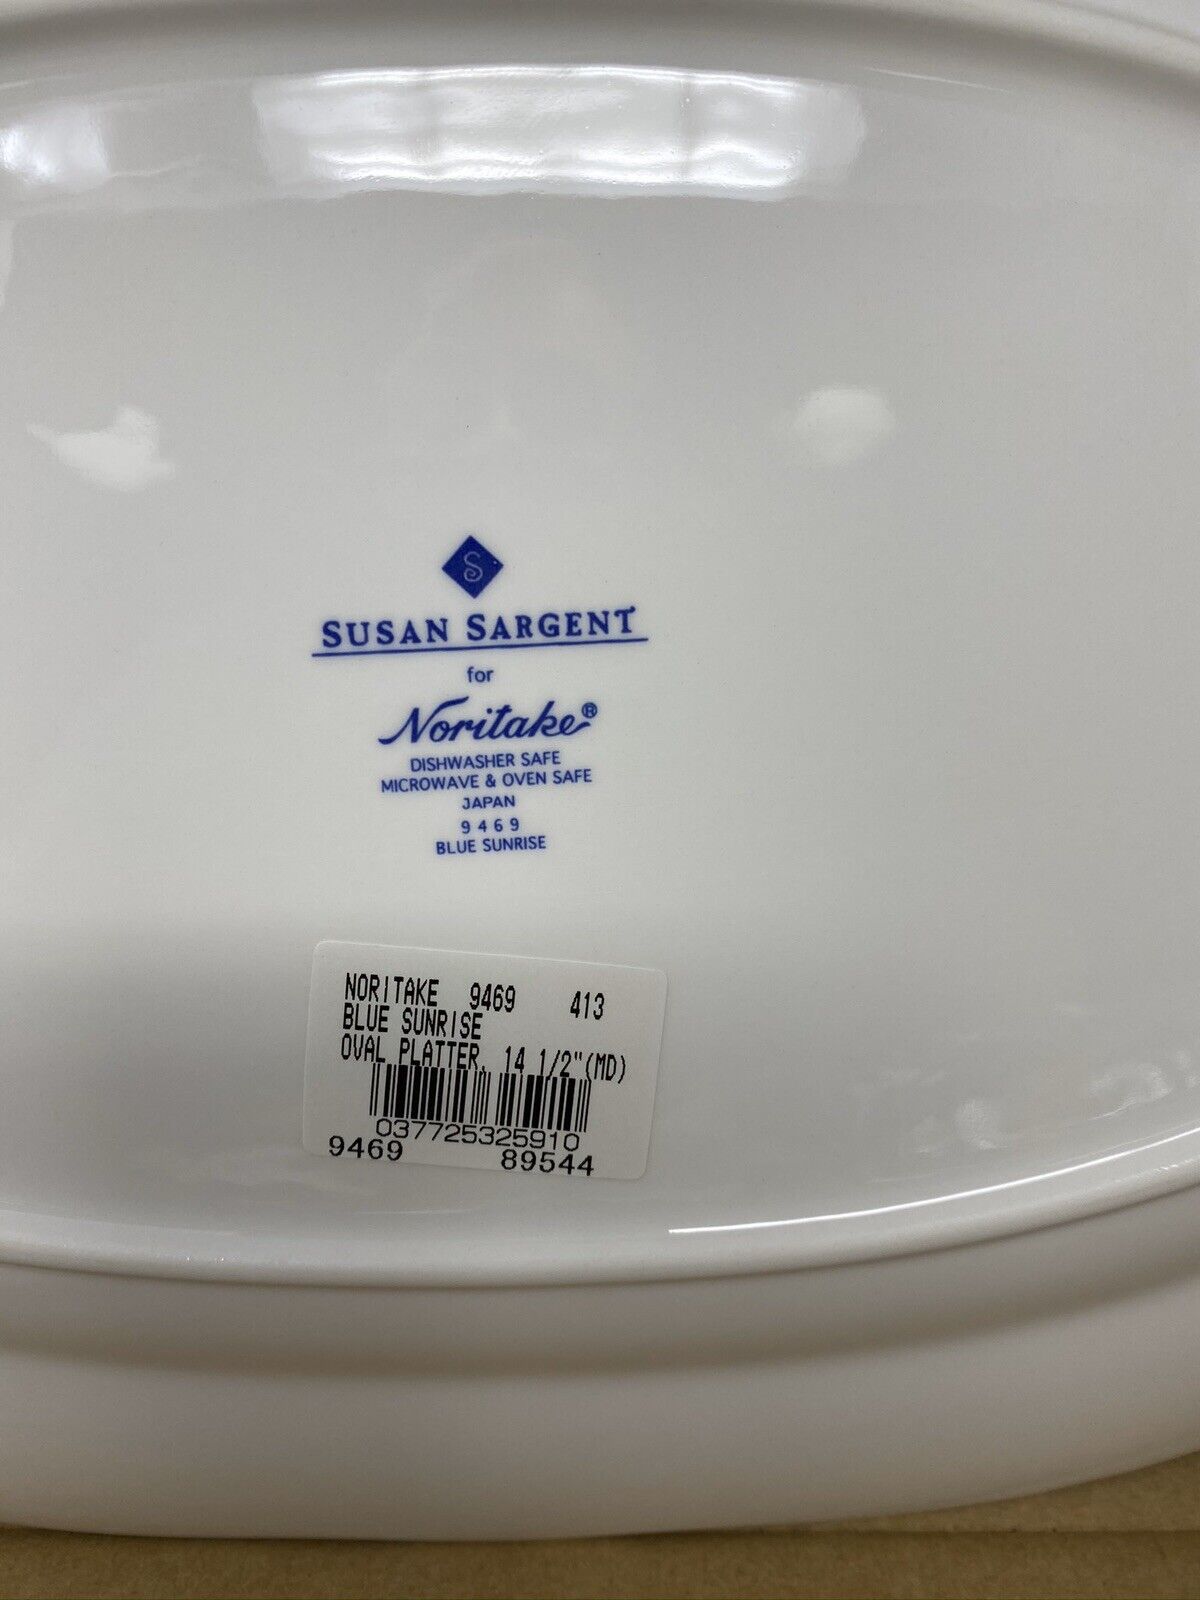 S
SUSAN SARGENT
for
Noritake®
DISHWASHER SAFE
MICROWAVE & OVEN SAFE
JAPAN
9469
BLUE SUNRISE
NORITAKE 9469 413
BLUE SUNRISE
OVAL PLATTER, 14 1/2"(MD)
037725325910
9469 89544